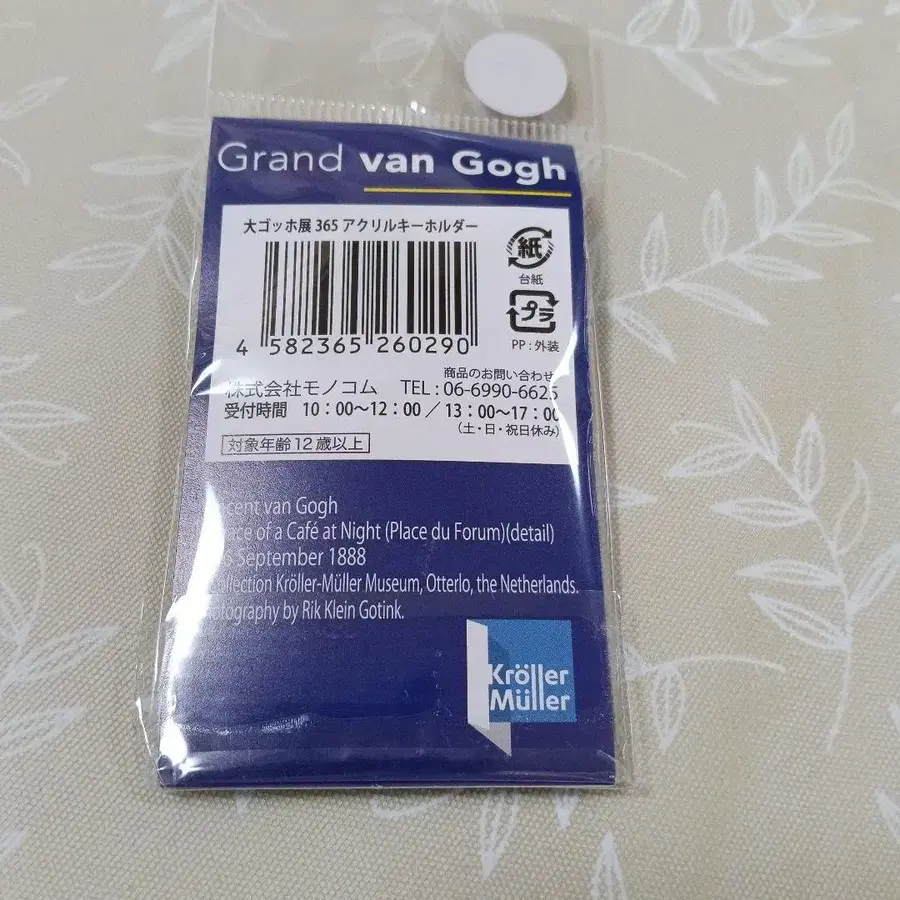 Grand van Gogh
大ゴッホ展 365 アクリルキーホルダー
紙
台紙
プラ
PP : 外装
4 582365 260290
商品のお問い合わせ
株式会社モノコム TEL : 06-6990-6625
受付時間 10:00〜12:00 / 13:00〜17:00
(土・日・祝日休み)
対象年齢12歳以上
van Gogh
of a Café at Night (Place du Forum)(detail)
September 1888
Kröller-Müller Museum, Otterlo, the Netherlands.
by Rik Klein Gotink.
Kröller
Müller